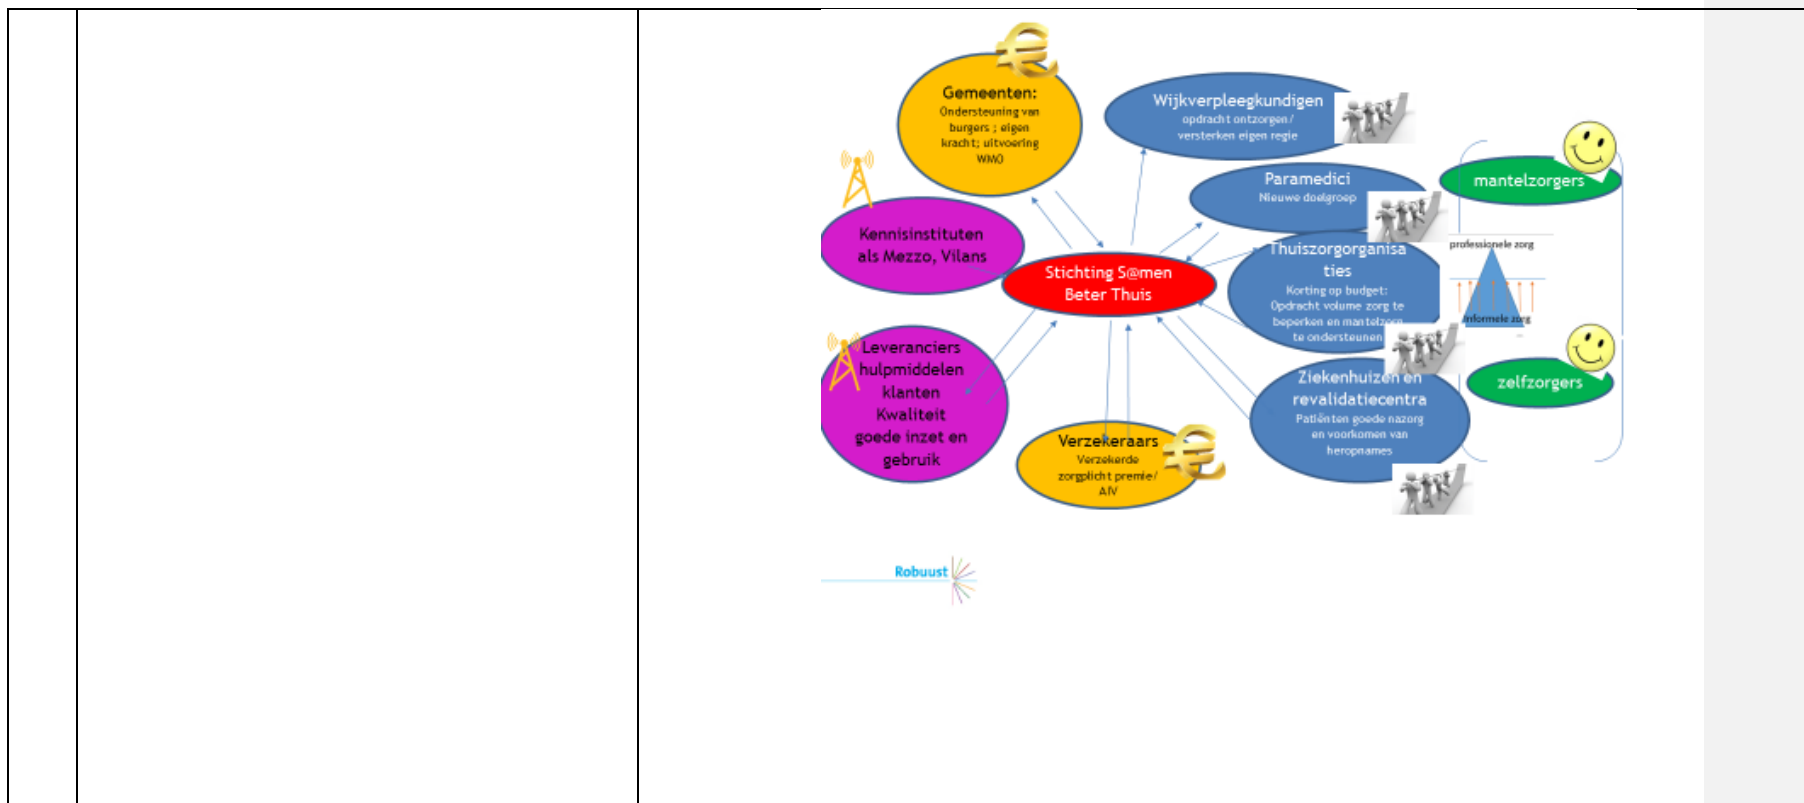 Gemeenten:
Ondersteuning van
burgers ; eigen
kracht; uitvoering
WMO
Wijkverpleegkundigen
opdracht ontzorgen/
versterken eigen regie
Paramedici
Nieuwe doelgroep
mantelzorgers
Kennisinstituten
als Mezzo, Vilans
Stichting S@men
Beter Thuis
Thuiszorgorganisa
ties
Korting op budget:
Opdracht volume zorg te
beperken en mantelzorg
te ondersteunen
professionele zorg
Informele zorg
Leveranciers
hulpmiddelen
klanten
Kwaliteit
goede inzet en
gebruik
Ziekenhuizen en
revalidatiecentra
Patiënten goede nazorg
en voorkomen van
heropnames
zelfzorgers
Verzekeraars
Verzekerde
zorgplicht premie/
AIV
Robuust